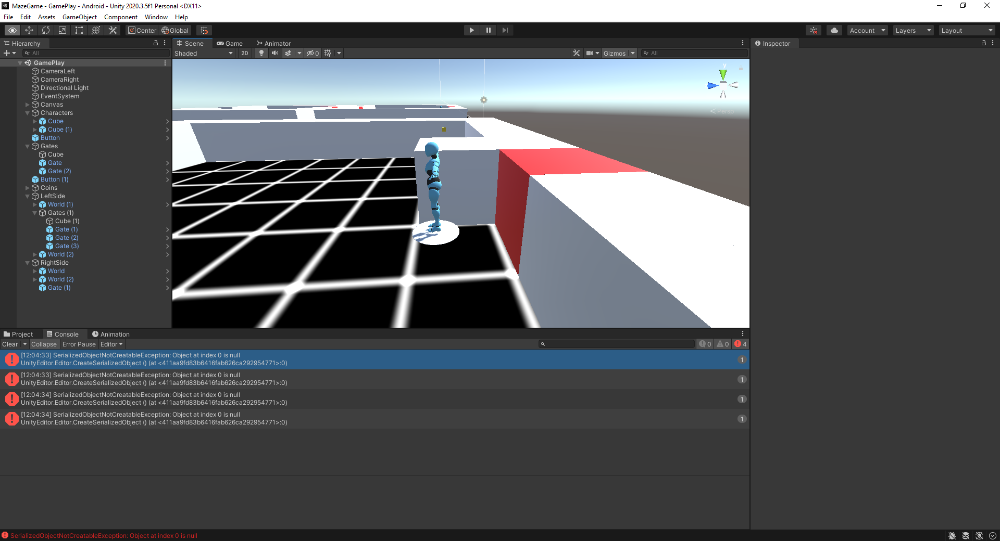 MazeGame - GamePlay - Android - Unity 2020.3.5f1 Personal <DX11>
File Edit Assets GameObject Component Window Help
Center Global Account Layers Layout
Hierarchy
All
GamePlay
CameraLeft
CameraRight
Directional Light
EventSystem
Canvas
Characters
Cube
Cube (1)
Button
Gates
Cube
Gate
Gate (2)
Button (1)
Coins
LeftSide
World (1)
Gates (1)
Cube (1)
Gate (1)
Gate (2)
Gate (3)
World (2)
RightSide
World
World (2)
Gate (1)
Scene Game Animator
Shaded 2D 0 Gizmos All
y
Persp
Inspector
Project Console Animation
Clear Collapse Error Pause Editor 0 0 4
[12:04:33] SerializedObjectNotCreatableException: Object at index 0 is null
UnityEditor.Editor.CreateSerializedObject () (at <411aa9fd83b6416fab626ca292954771>:0)
1
[12:04:33] SerializedObjectNotCreatableException: Object at index 0 is null
UnityEditor.Editor.CreateSerializedObject () (at <411aa9fd83b6416fab626ca292954771>:0)
1
[12:04:34] SerializedObjectNotCreatableException: Object at index 0 is null
UnityEditor.Editor.CreateSerializedObject () (at <411aa9fd83b6416fab626ca292954771>:0)
1
[12:04:34] SerializedObjectNotCreatableException: Object at index 0 is null
UnityEditor.Editor.CreateSerializedObject () (at <411aa9fd83b6416fab626ca292954771>:0)
1
SerializedObjectNotCreatableException: Object at index 0 is null